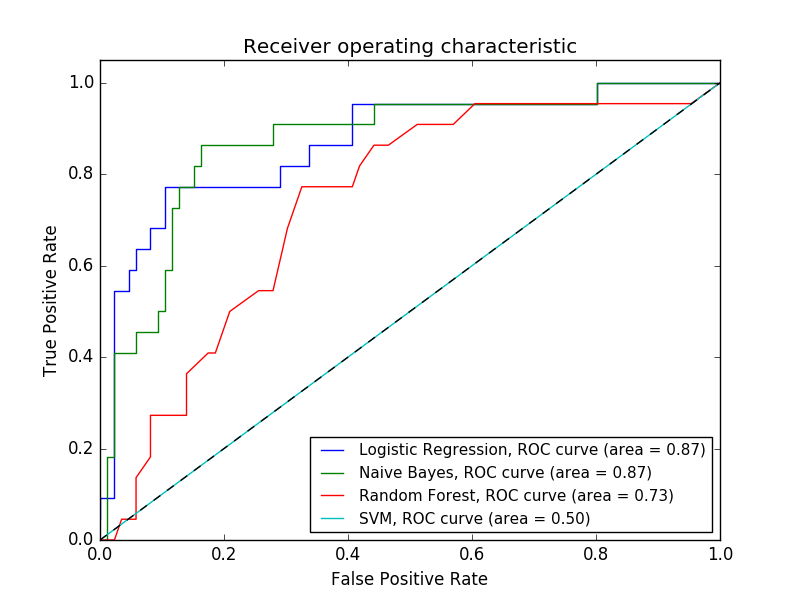 Receiver operating characteristic
True Positive Rate
1.0
0.8
0.6
0.4
0.2
0.0
Logistic Regression, ROC curve (area = 0.87)
Naive Bayes, ROC curve (area = 0.87)
Random Forest, ROC curve (area = 0.73)
SVM, ROC curve (area = 0.50)
0.0 0.2 0.4 0.6 0.8 1.0
False Positive Rate